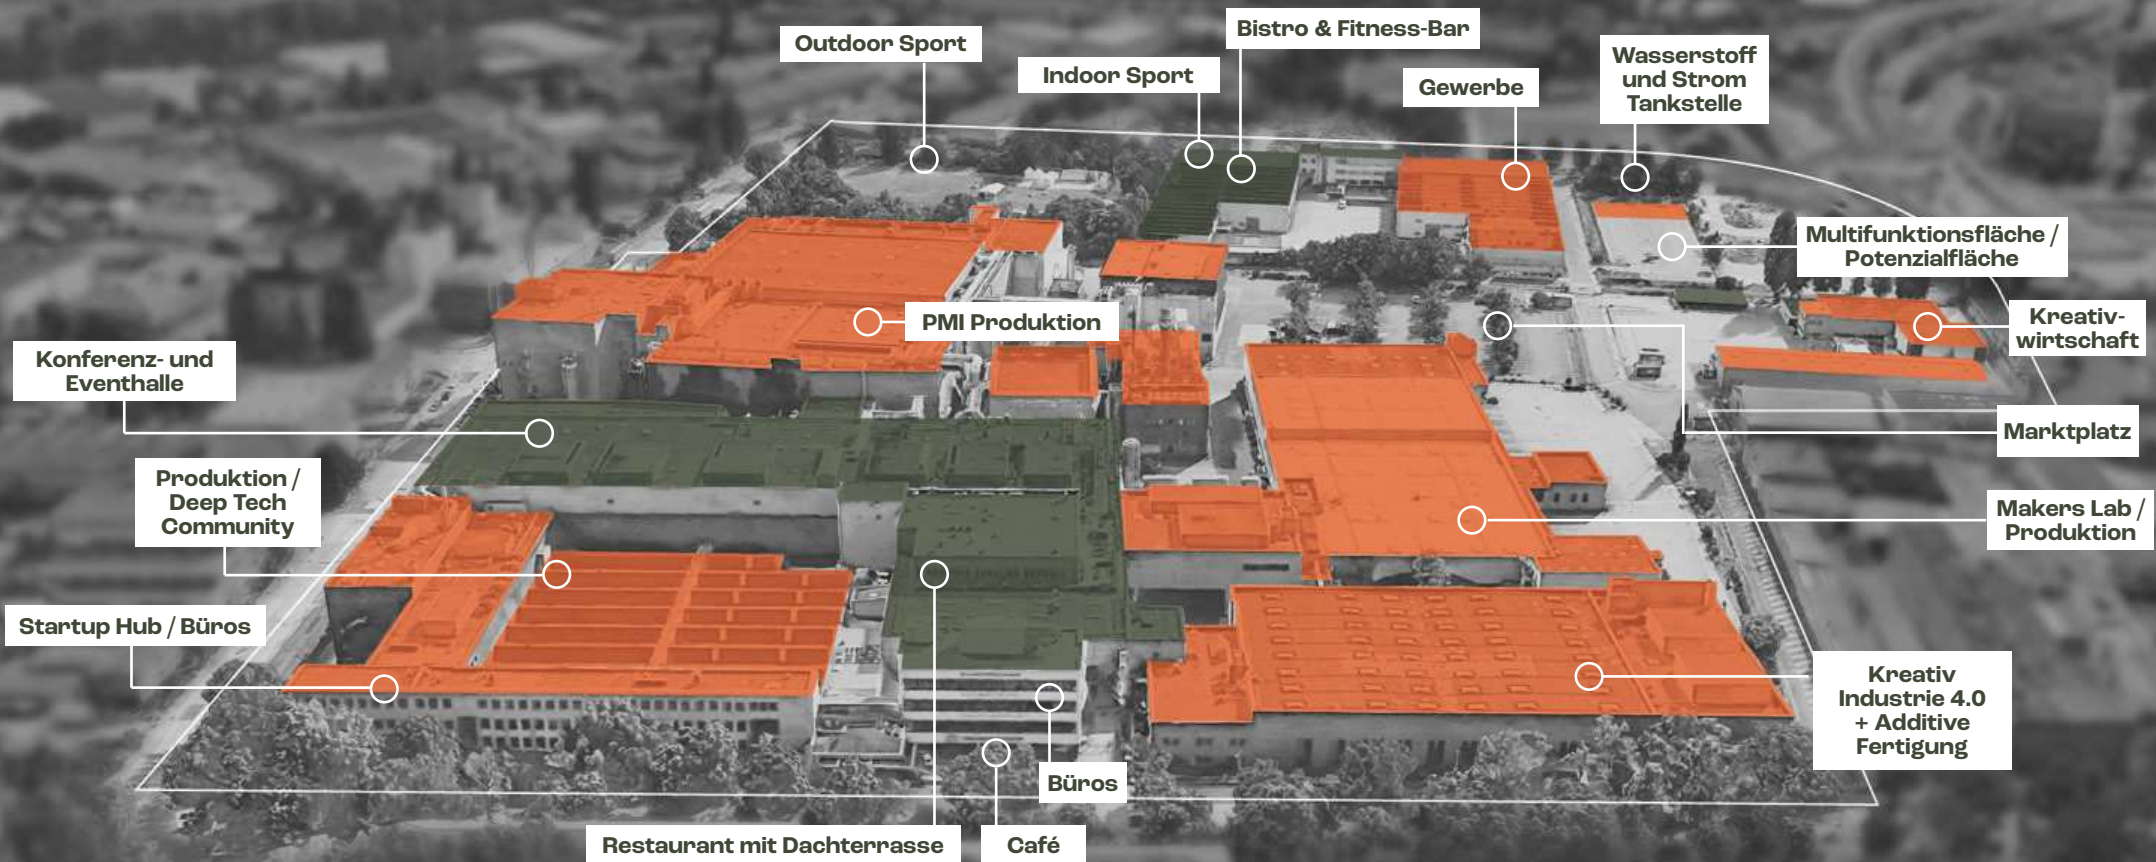 Outdoor Sport
Indoor Sport
Bistro & Fitness-Bar
Gewerbe
Wasserstoff
und Strom
Tankstelle
Multifunktionsfläche /
Potenzialfläche
PMI Produktion
Kreativ-
wirtschaft
Konferenz- und
Eventhalle
Marktplatz
Produktion /
Deep Tech
Community
Makers Lab /
Produktion
Startup Hub / Büros
Kreativ
Industrie 4.0
+ Additive
Fertigung
Büros
Restaurant mit Dachterrasse
Café